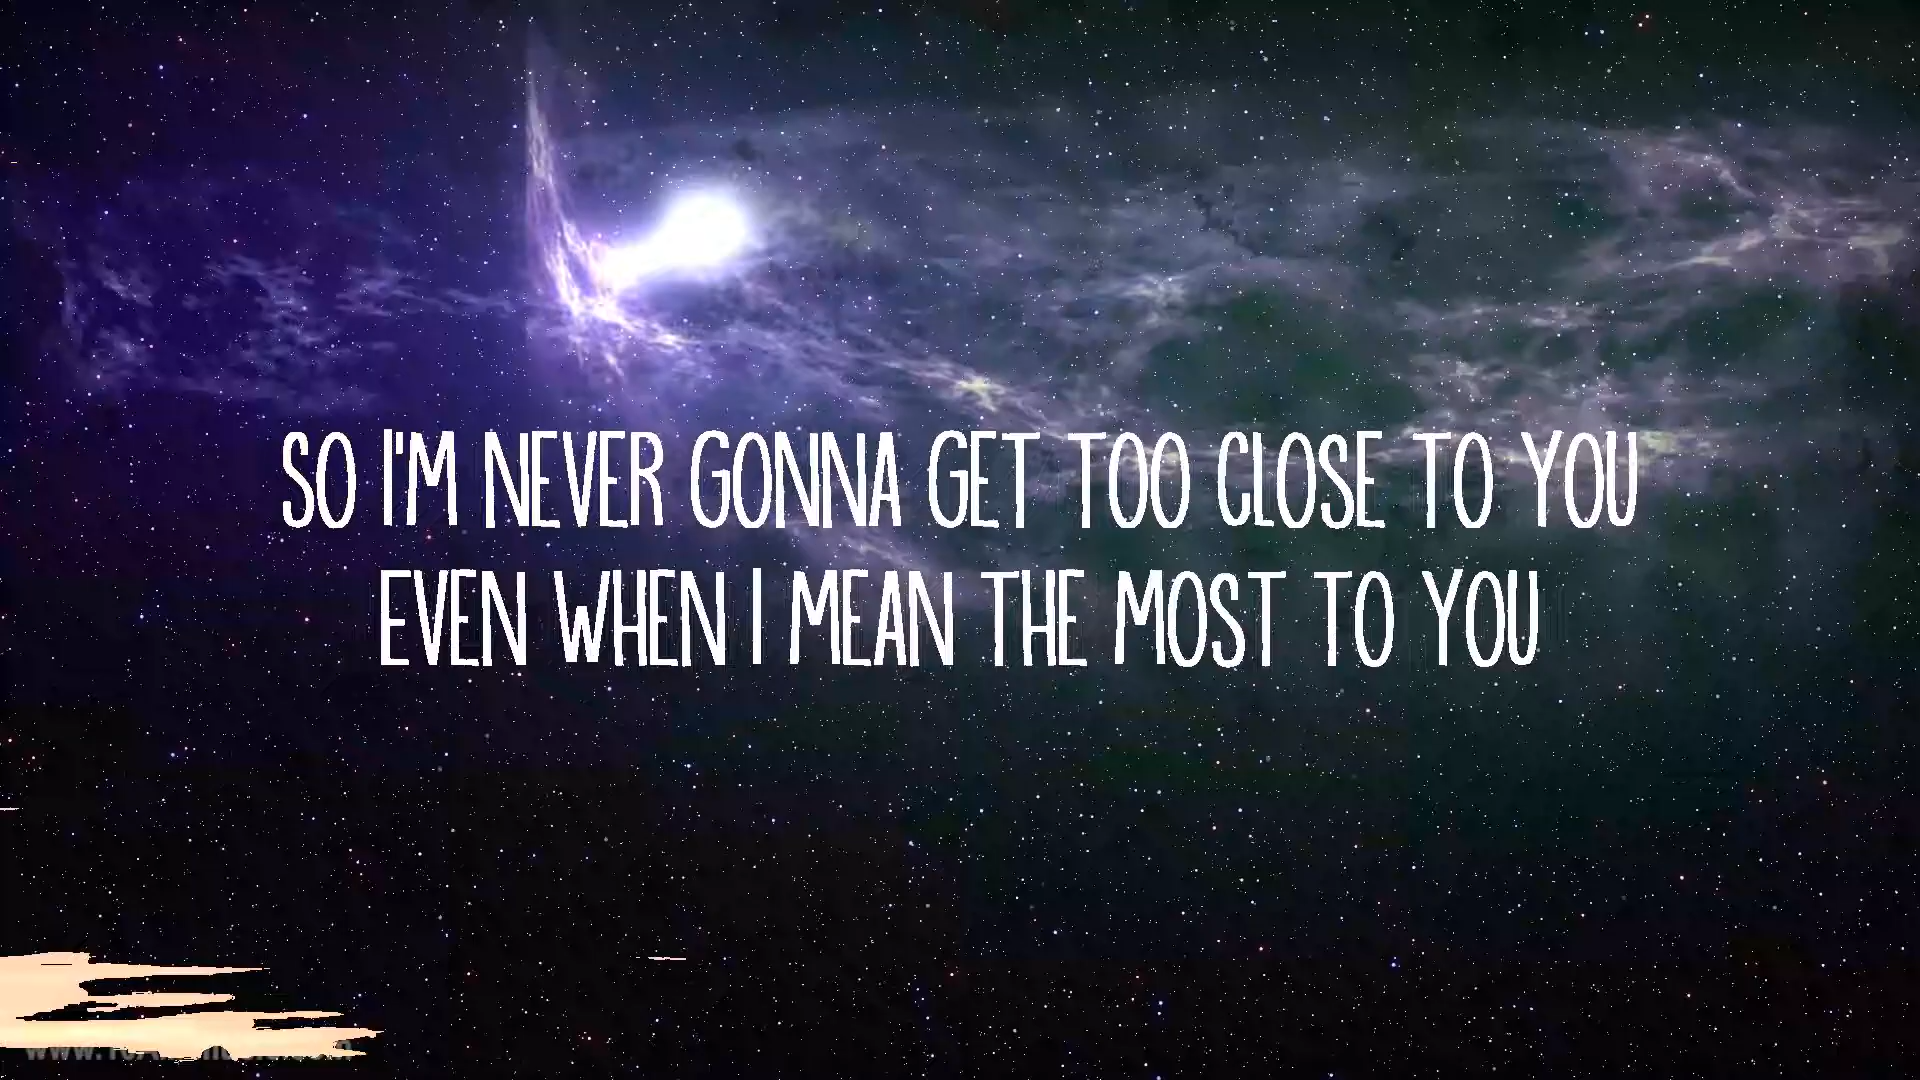 SO I'M NEVER GONNA GET TOO CLOSE TO YOU
EVEN WHEN I MEAN THE MOST TO YOU